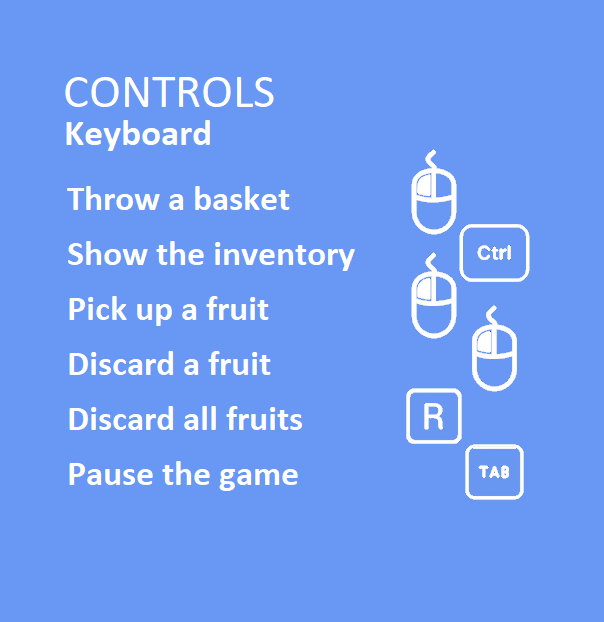 CONTROLS
Keyboard
Throw a basket
Show the inventory
Ctrl
Pick up a fruit
Discard a fruit
Discard all fruits
R
Pause the game
TAB